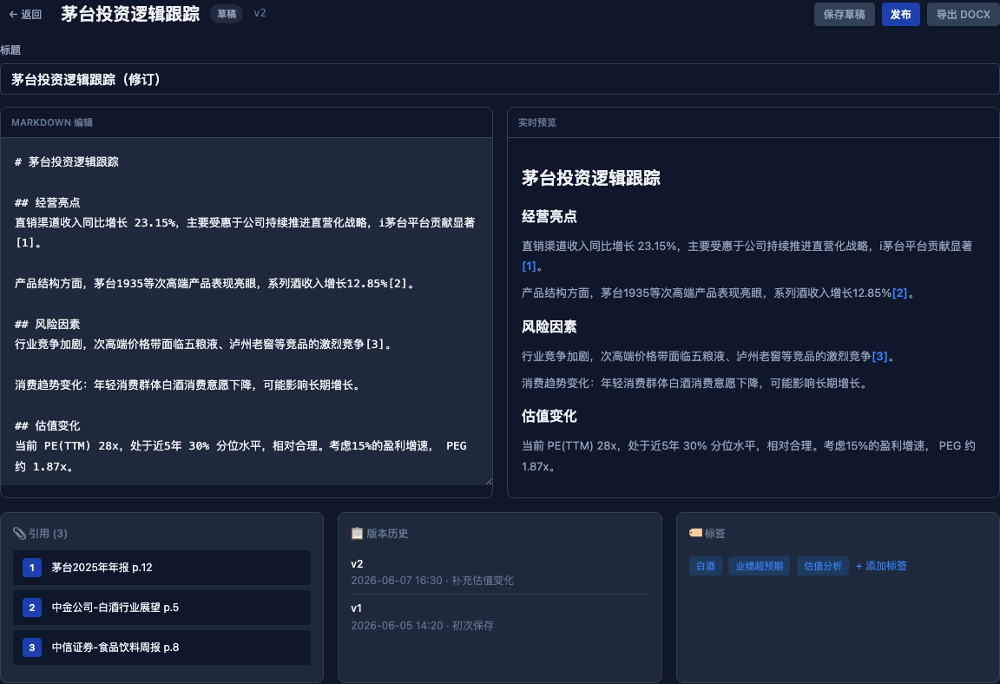 ← 返回 茅台投资逻辑跟踪 草稿 v2 保存草稿 发布 导出 DOCX
标题
茅台投资逻辑跟踪（修订）
MARKDOWN 编辑
# 茅台投资逻辑跟踪
## 经营亮点
直销渠道收入同比增长 23.15%，主要受惠于公司持续推进直营化战略，i茅台平台贡献显著
[1]。
产品结构方面，茅台1935等次高端产品表现亮眼，系列酒收入增长12.85%[2]。
## 风险因素
行业竞争加剧，次高端价格带面临五粮液、泸州老窖等竞品的激烈竞争[3]。
消费趋势变化：年轻消费群体白酒消费意愿下降，可能影响长期增长。
## 估值变化
当前 PE(TTM) 28x，处于近5年 30% 分位水平，相对合理。考虑15%的盈利增速， PEG
约 1.87x。
实时预览
茅台投资逻辑跟踪
经营亮点
直销渠道收入同比增长 23.15%，主要受惠于公司持续推进直营化战略，i茅台平台贡献显著
[1]。
产品结构方面，茅台1935等次高端产品表现亮眼，系列酒收入增长12.85%[2]。
风险因素
行业竞争加剧，次高端价格带面临五粮液、泸州老窖等竞品的激烈竞争[3]。
消费趋势变化：年轻消费群体白酒消费意愿下降，可能影响长期增长。
估值变化
当前 PE(TTM) 28x，处于近5年 30% 分位水平，相对合理。考虑15%的盈利增速， PEG 约
1.87x。
引用 (3)
1 茅台2025年年报 p.12
2 中金公司-白酒行业展望 p.5
3 中信证券-食品饮料周报 p.8
版本历史
v2
2026-06-07 16:30 · 补充估值变化
v1
2026-06-05 14:20 · 初次保存
标签
白酒 业绩超预期 估值分析 + 添加标签